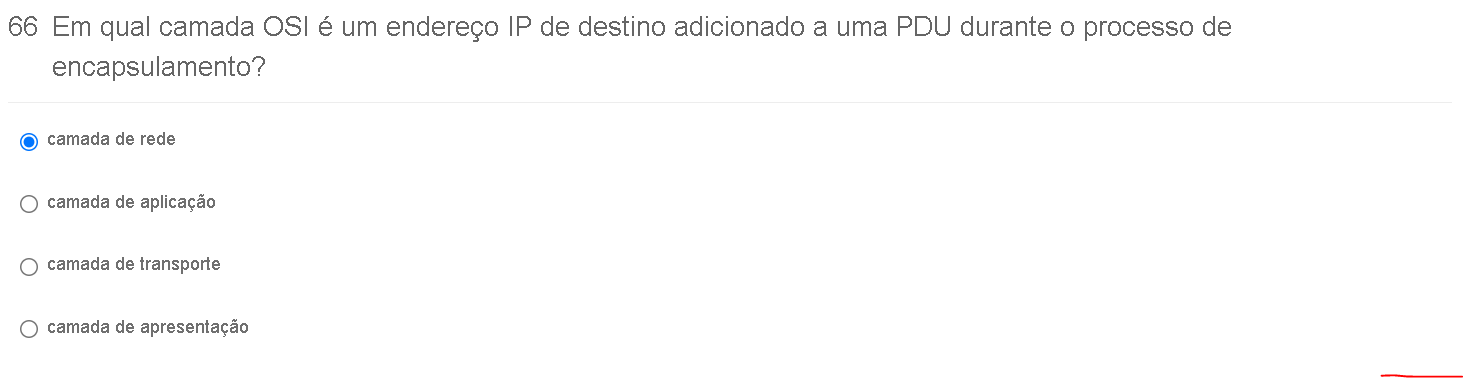 66 Em qual camada OSI é um endereço IP de destino adicionado a uma PDU durante o processo de
encapsulamento?
camada de rede
camada de aplicação
camada de transporte
camada de apresentação